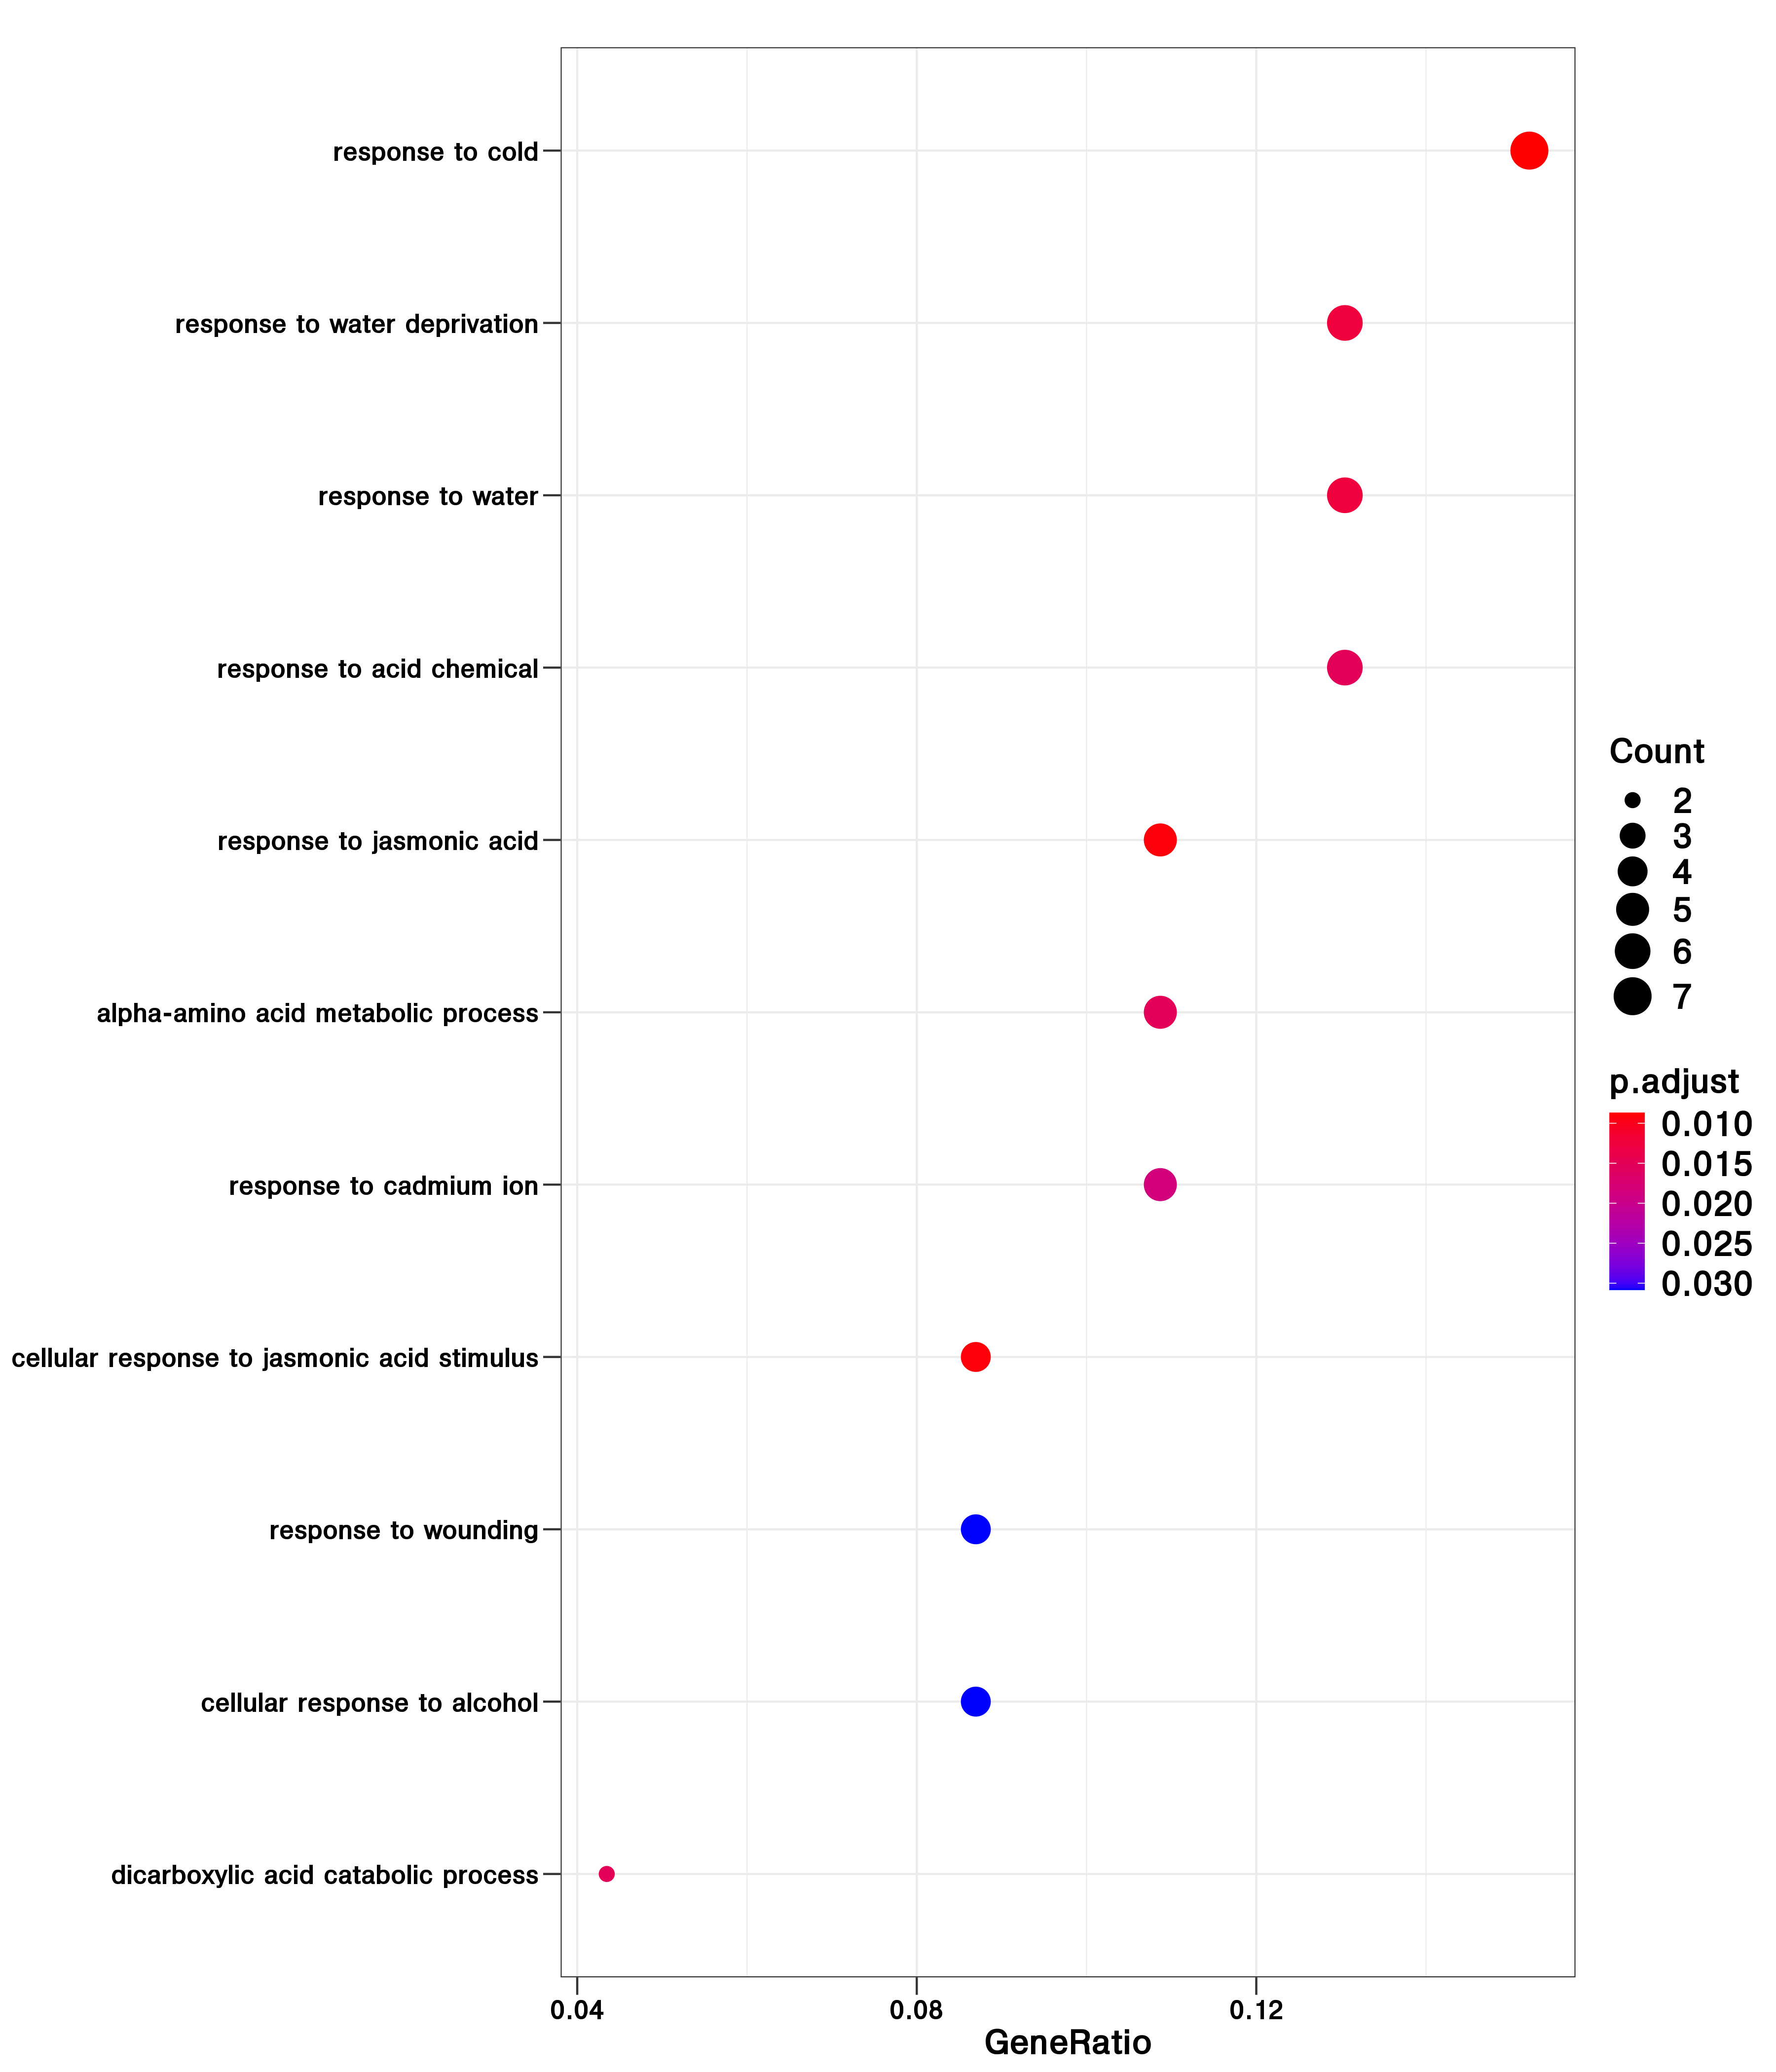 response to cold
response to water deprivation
response to water
response to acid chemical
response to jasmonic acid
alpha-amino acid metabolic process
response to cadmium ion
cellular response to jasmonic acid stimulus
response to wounding
cellular response to alcohol
dicarboxylic acid catabolic process
0.04 0.08 0.12
GeneRatio
Count
2
3
4
5
6
7
p.adjust
0.010
0.015
0.020
0.025
0.030